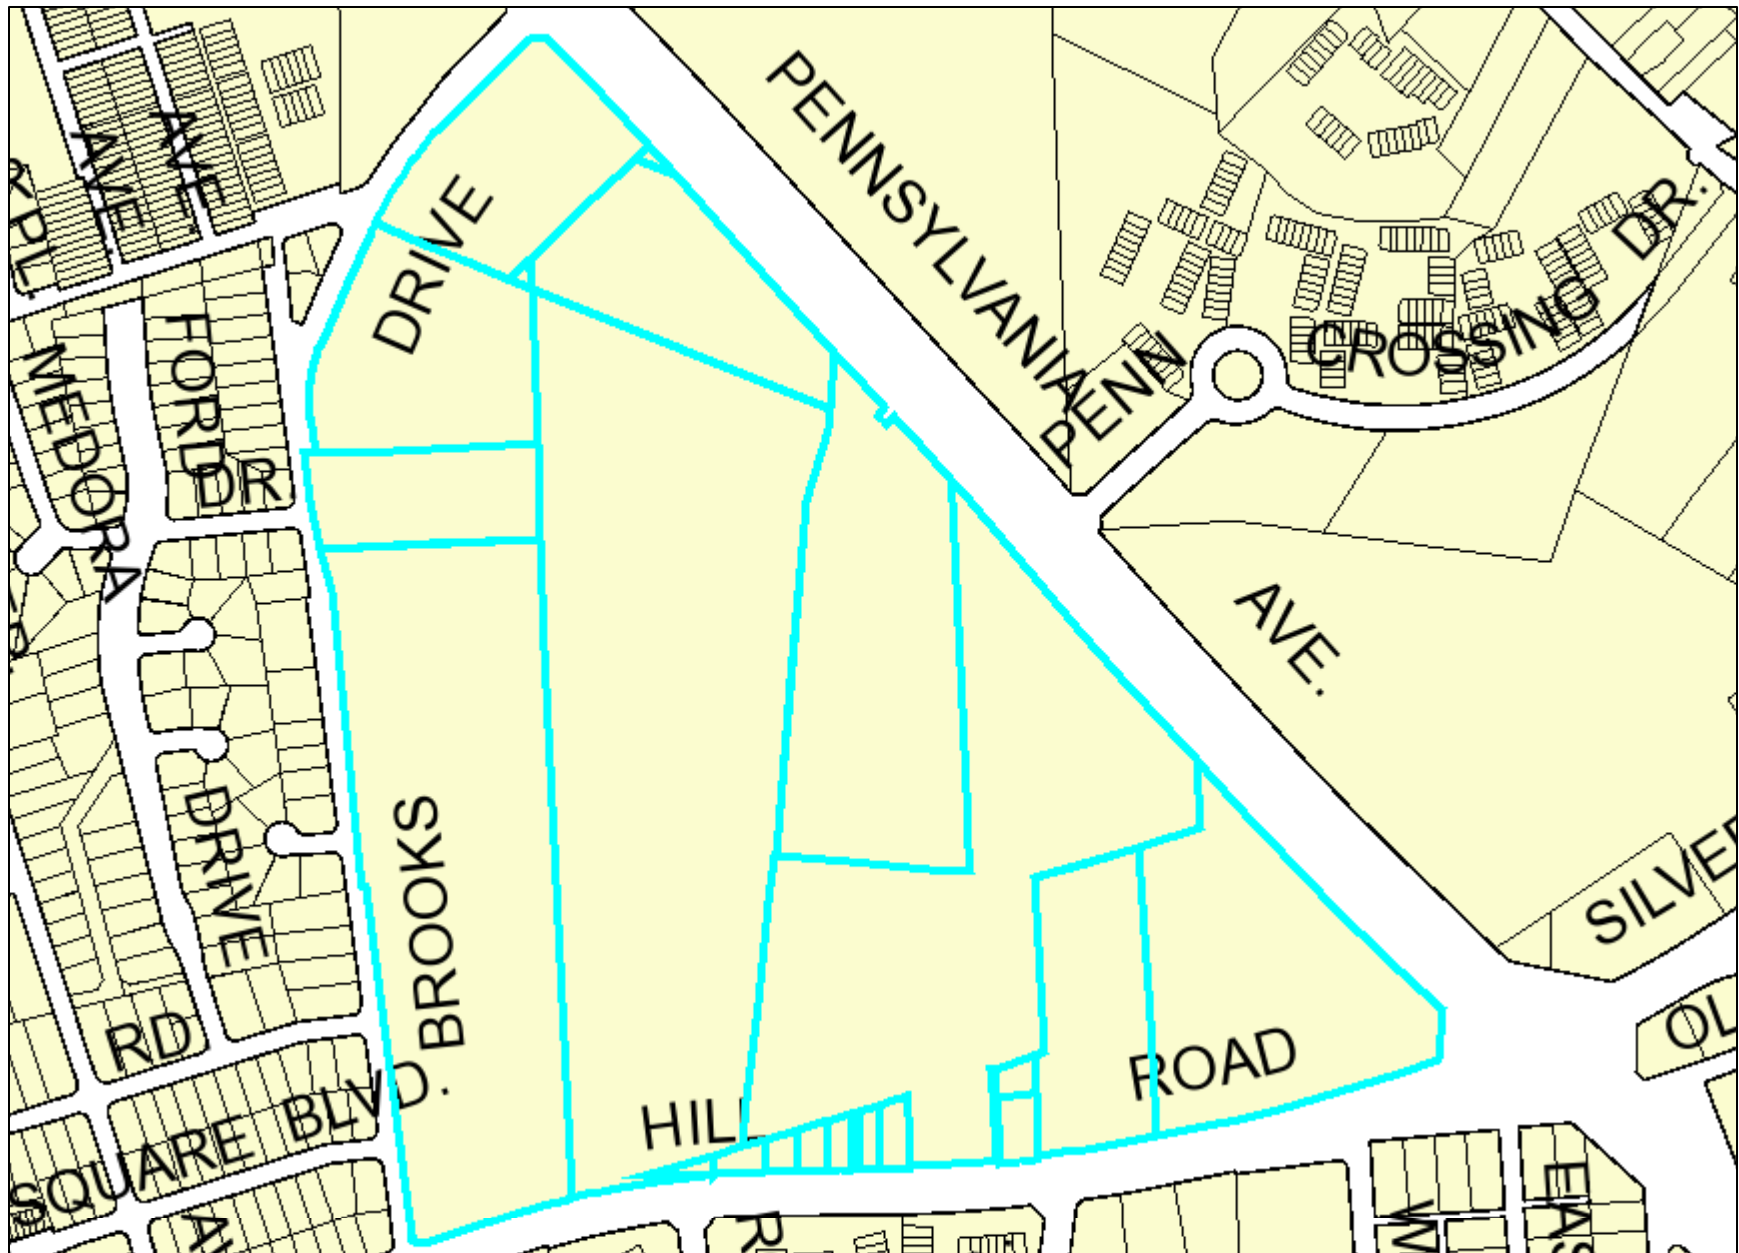 PENNSYLVANIA
AVE
AVE.
PL.
DRIVE
DR.
PENN
CROSSING
FORD
MEDORA
DR.
AVE.
DRIVE
BROOKS
RD
BLVD.
SQUARE
HILL
ROAD